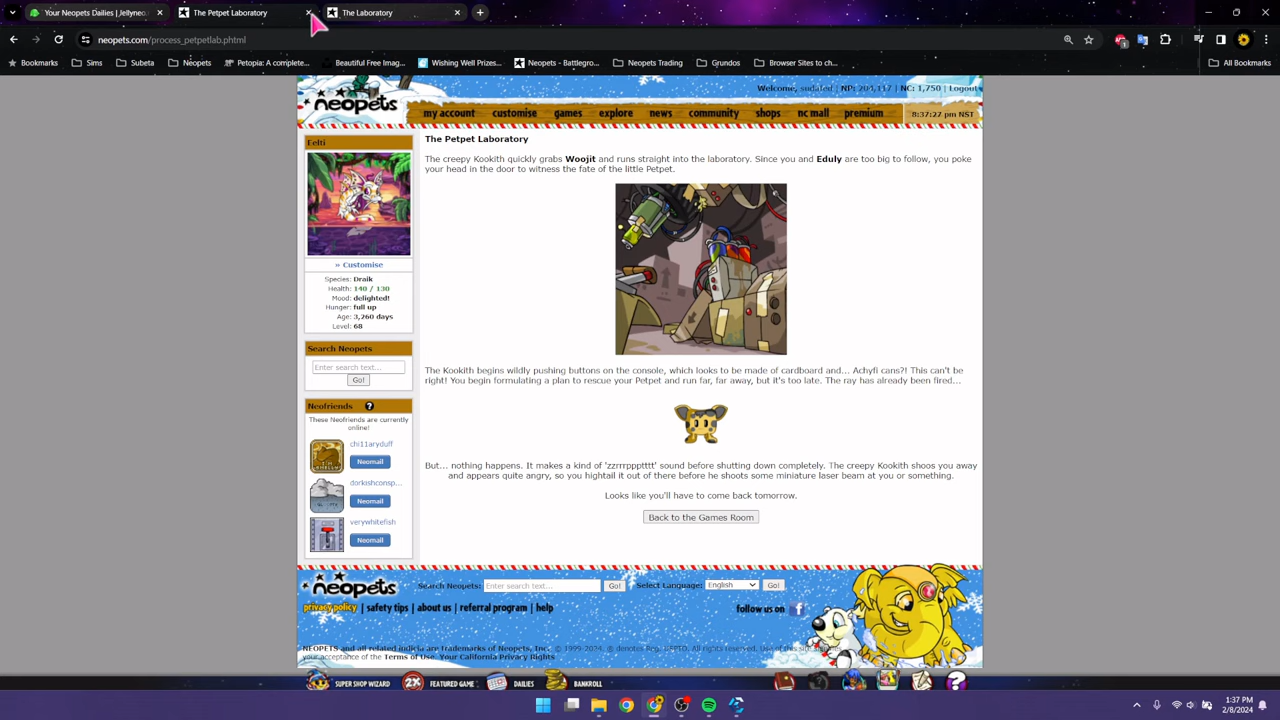 Your Neopets Dailies | Jellyneo
The Petpet Laboratory
The Laboratory
neopets.com/process_petpetlab.phtml
Bookmarks
Sims
Subeta
Neopets
Petopia: A complete...
Beautiful Free Imag...
Wishing Well Prizes...
Neopets - Battlegro...
Neopets Trading
Grundos
Browser Sites to ch...
All Bookmarks
neopets
Welcome, sudafed | NP: 204,117 | NC: 1,750 | Logout
my account customise games explore news community shops nc mall premium
8:37:27 pm NST
Eelti
» Customise
Species: Draik
Health: 140 / 130
Mood: delighted!
Hunger: full up
Age: 3,260 days
Level: 68
Search Neopets
Enter search text...
Go!
Neofriends ?
These Neofriends are currently
online!
chi11aryduff
Neomail
dorkishconsp...
Neomail
verywhitefish
Neomail
The Petpet Laboratory
The creepy Kookith quickly grabs Woojit and runs straight into the laboratory. Since you and Eduly are too big to follow, you poke
your head in the door to witness the fate of the little Petpet.
The Kookith begins wildly pushing buttons on the console, which looks to be made of cardboard and... Achyfi cans?! This can't be
right! You begin formulating a plan to rescue your Petpet and run far, far away, but it's too late. The ray has already been fired...
But... nothing happens. It makes a kind of 'zzrrrppptttt' sound before shutting down completely. The creepy Kookith shoos you away
and appears quite angry, so you hightail it out of there before he shoots some miniature laser beam at you or something.
Looks like you'll have to come back tomorrow.
Back to the Games Room
neopets
Search Neopets: Enter search text... Go! Select Language: English Go!
privacy policy | safety tips | about us | referral program | help
follow us on f
NEOPETS and all related indicia are trademarks of Neopets, Inc., © 1999-2024. ® denotes Reg. USPTO. All rights reserved. Use of this site signifies
your acceptance of the Terms of Use. Your California Privacy Rights
SUPER SHOP WIZARD
2X FEATURED GAME
DAILIES
BANKROLL
1:37 PM
2/8/2024